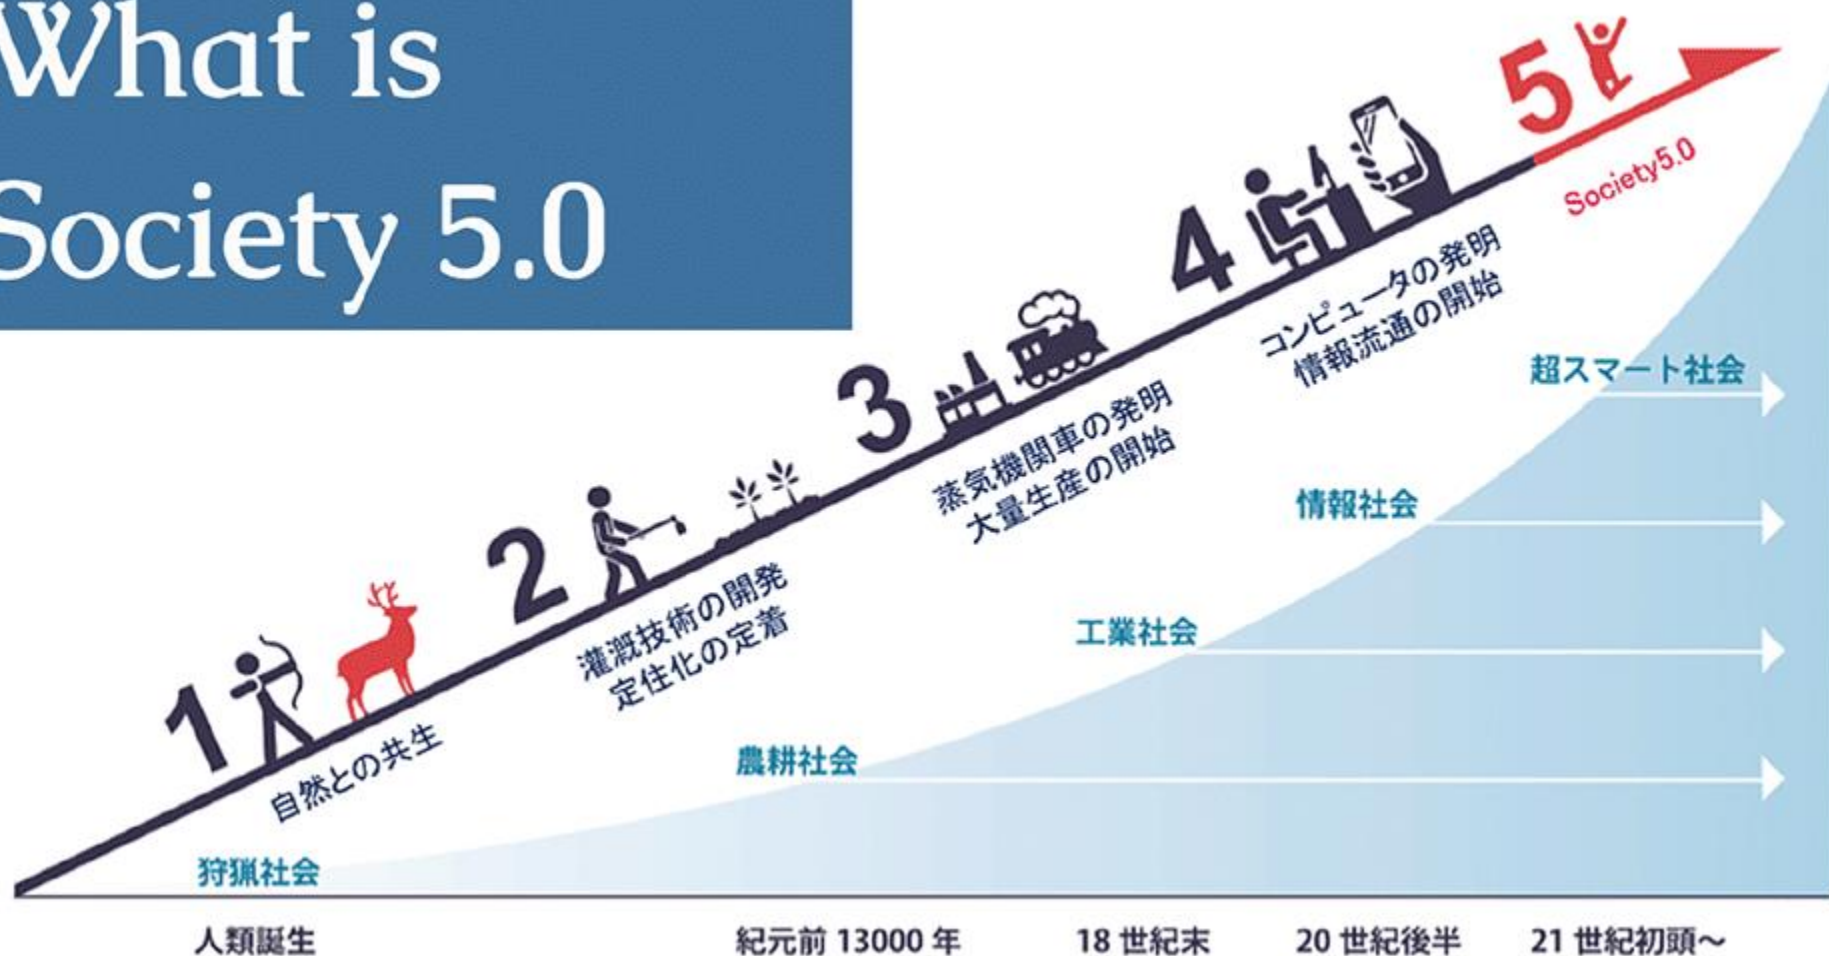 What is
Society 5.0
5
Society5.0
4
コンピュータの発明
情報流通の開始
3
蒸気機関車の発明
大量生産の開始
2
灌漑技術の開発
定住化の定着
1
自然との共生
超スマート社会
情報社会
工業社会
農耕社会
狩猟社会
人類誕生
紀元前 13000 年
18 世紀末
20 世紀後半
21 世紀初頭～